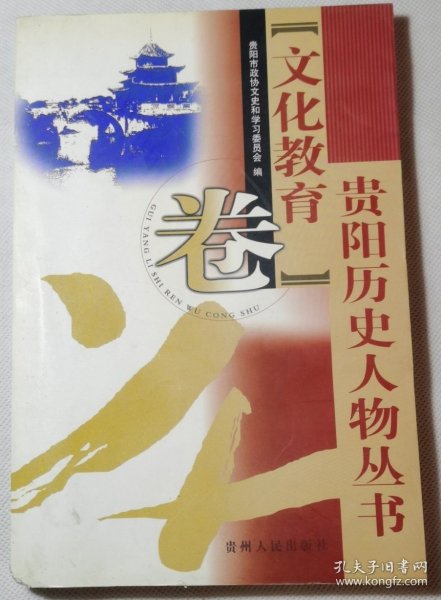 贵阳历史人物丛书
【文化教育】
卷
贵阳市政协文史和学习委员会 编
GUI YANG LI SHI REN WU CONG SHU
贵州人民出版社
孔夫子旧书网
www.kongfz.com